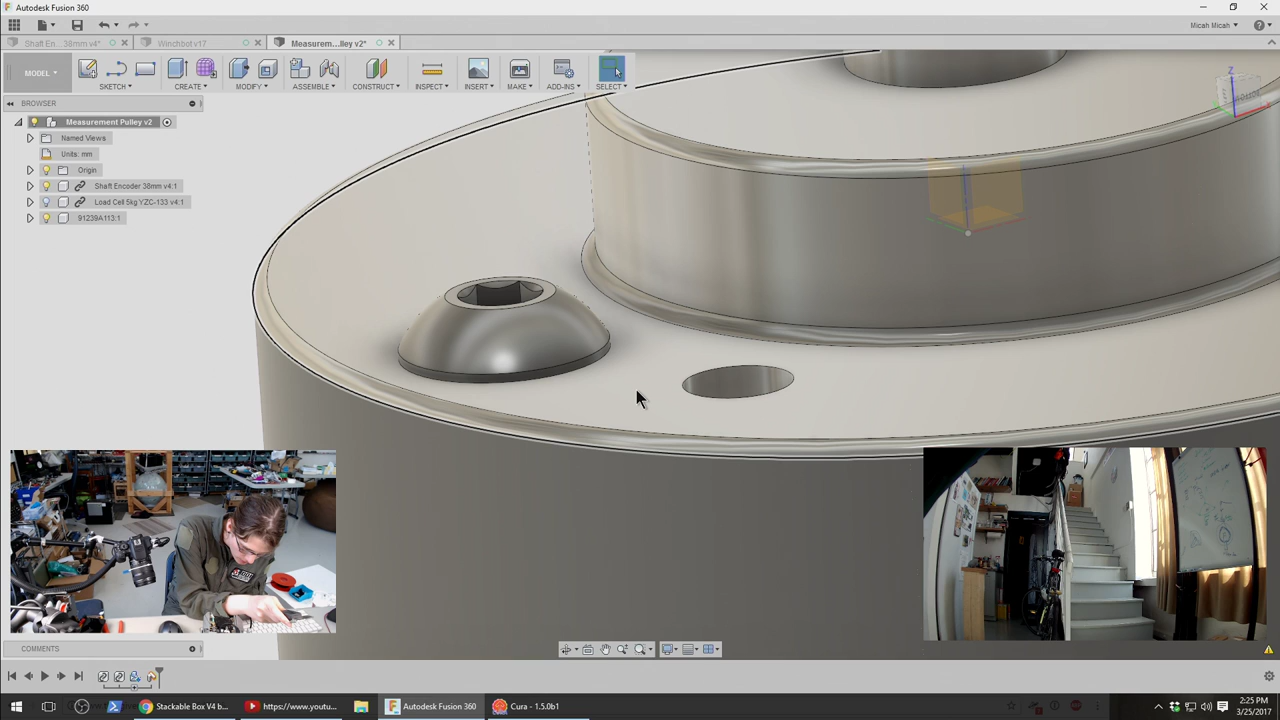 Autodesk Fusion 360
Micah Micah
Shaft En... 38mm v4*
Winchbot v17
Measurem...lley v2*
MODEL
SKETCH
CREATE
MODIFY
ASSEMBLE
CONSTRUCT
INSPECT
INSERT
MAKE
ADD-INS
SELECT
BROWSER
Measurement Pulley v2
Named Views
Units: mm
Origin
Shaft Encoder 38mm v4:1
Load Cell 5kg YZC-133 v4:1
91239A113:1
Z
COMMENTS
Stackable Box V4 b...
https://www.youtu...
Autodesk Fusion 360
Cura - 1.5.0b1
2:25 PM
3/25/2017